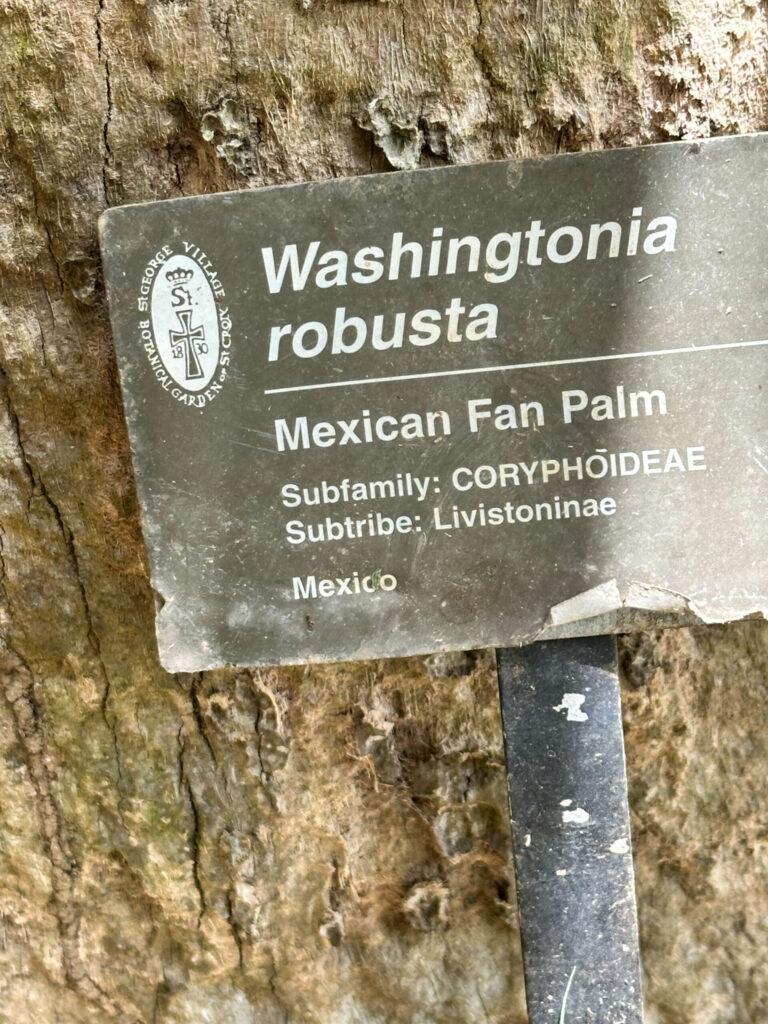 ST GEORGE VILLAGE
BOTANICAL GARDEN OF ST CROIX
St.
18 30
Washingtonia
robusta
Mexican Fan Palm
Subfamily: CORYPHOIDEAE
Subtribe: Livistoninae
Mexico